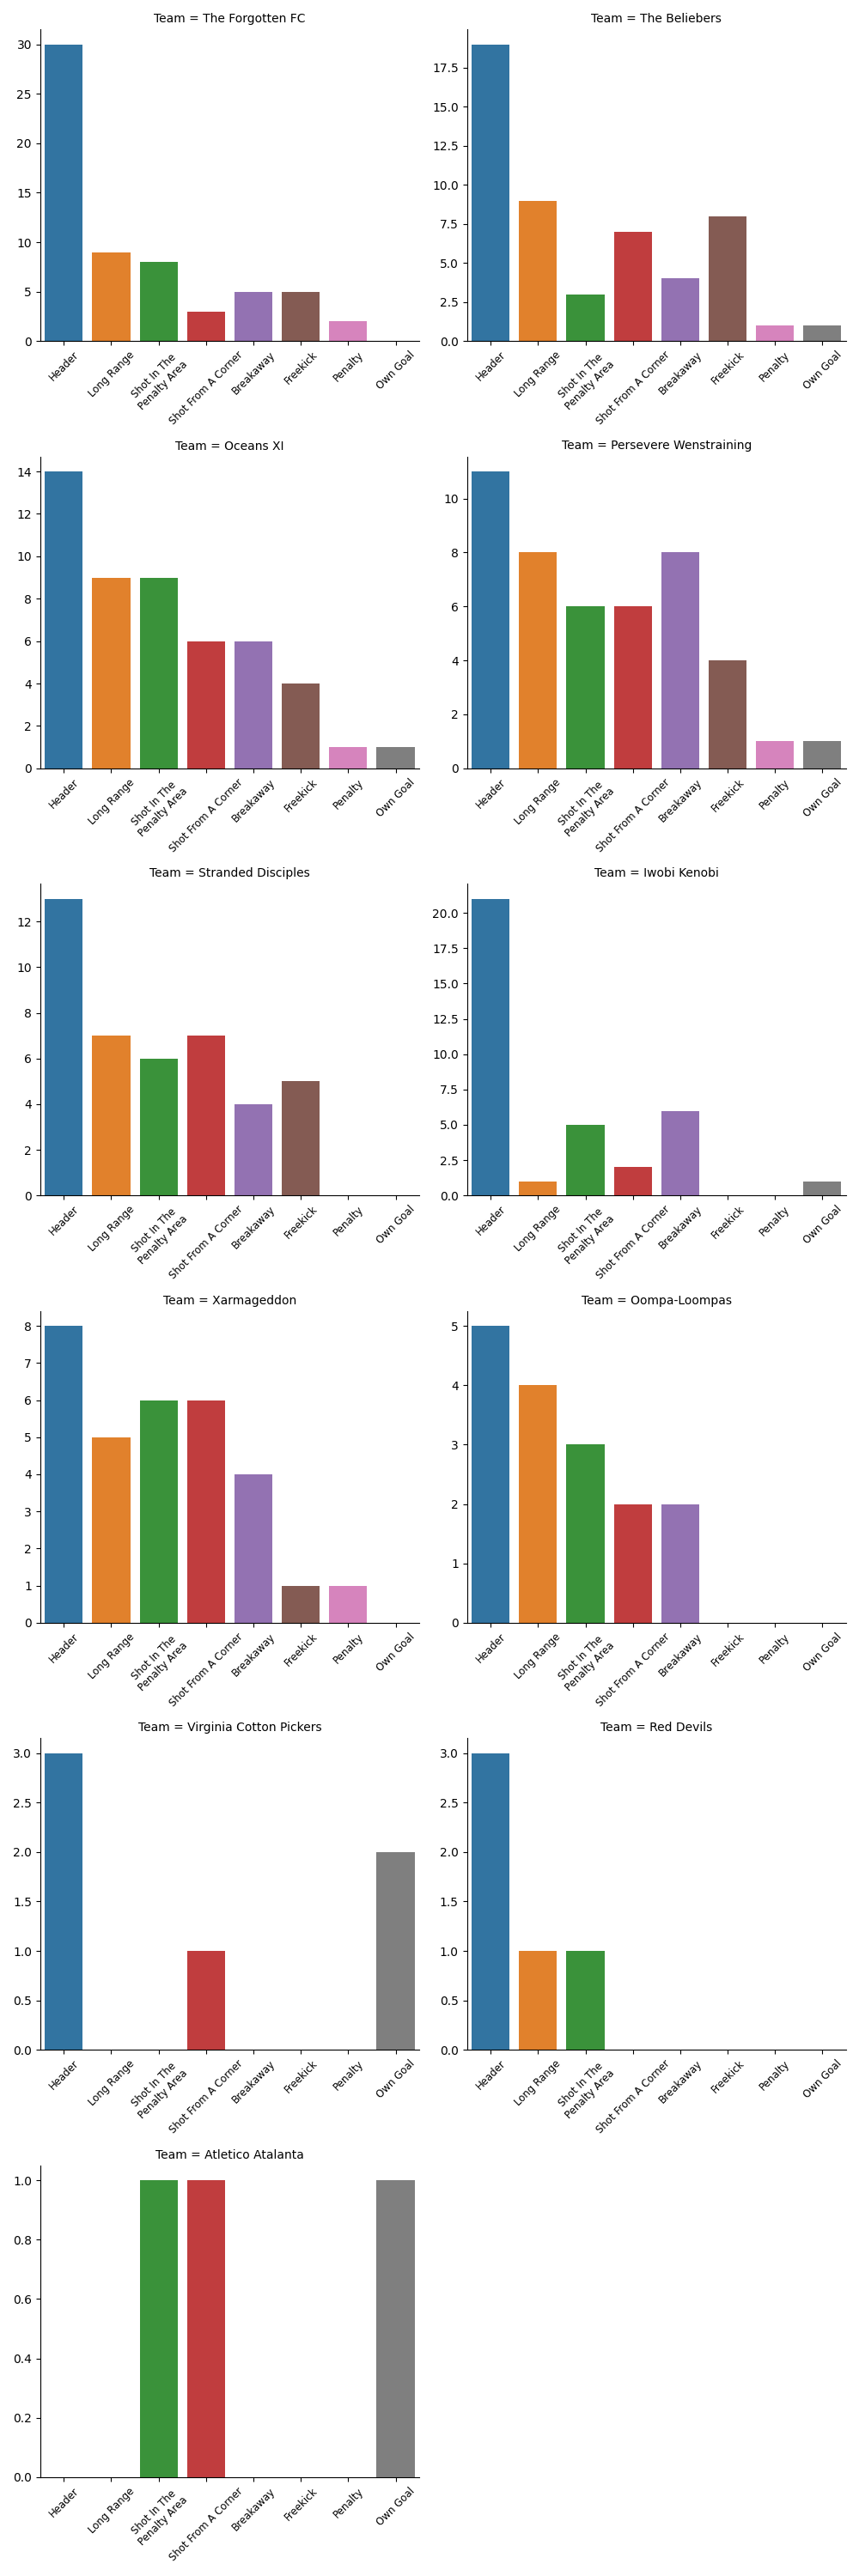 Team = The Forgotten FC
30
25
20
15
10
5
0
Header
Long Range
Shot In The
Penalty Area
Shot From A Corner
Breakaway
Freekick
Penalty
Own Goal
Team = The Beliebers
17.5
15.0
12.5
10.0
7.5
5.0
2.5
0.0
Header
Long Range
Shot In The
Penalty Area
Shot From A Corner
Breakaway
Freekick
Penalty
Own Goal
Team = Oceans XI
14
12
10
8
6
4
2
0
Header
Long Range
Shot In The
Penalty Area
Shot From A Corner
Breakaway
Freekick
Penalty
Own Goal
Team = Persevere Wenstraining
10
8
6
4
2
0
Header
Long Range
Shot In The
Penalty Area
Shot From A Corner
Breakaway
Freekick
Penalty
Own Goal
Team = Stranded Disciples
12
10
8
6
4
2
0
Header
Long Range
Shot In The
Penalty Area
Shot From A Corner
Breakaway
Freekick
Penalty
Own Goal
Team = Iwobi Kenobi
20.0
17.5
15.0
12.5
10.0
7.5
5.0
2.5
0.0
Header
Long Range
Shot In The
Penalty Area
Shot From A Corner
Breakaway
Freekick
Penalty
Own Goal
Team = Xarmageddon
8
7
6
5
4
3
2
1
0
Header
Long Range
Shot In The
Penalty Area
Shot From A Corner
Breakaway
Freekick
Penalty
Own Goal
Team = Oompa-Loompas
5
4
3
2
1
0
Header
Long Range
Shot In The
Penalty Area
Shot From A Corner
Breakaway
Freekick
Penalty
Own Goal
Team = Virginia Cotton Pickers
3.0
2.5
2.0
1.5
1.0
0.5
0.0
Header
Long Range
Shot In The
Penalty Area
Shot From A Corner
Breakaway
Freekick
Penalty
Own Goal
Team = Red Devils
3.0
2.5
2.0
1.5
1.0
0.5
0.0
Header
Long Range
Shot In The
Penalty Area
Shot From A Corner
Breakaway
Freekick
Penalty
Own Goal
Team = Atletico Atalanta
1.0
0.8
0.6
0.4
0.2
0.0
Header
Long Range
Shot In The
Penalty Area
Shot From A Corner
Breakaway
Freekick
Penalty
Own Goal